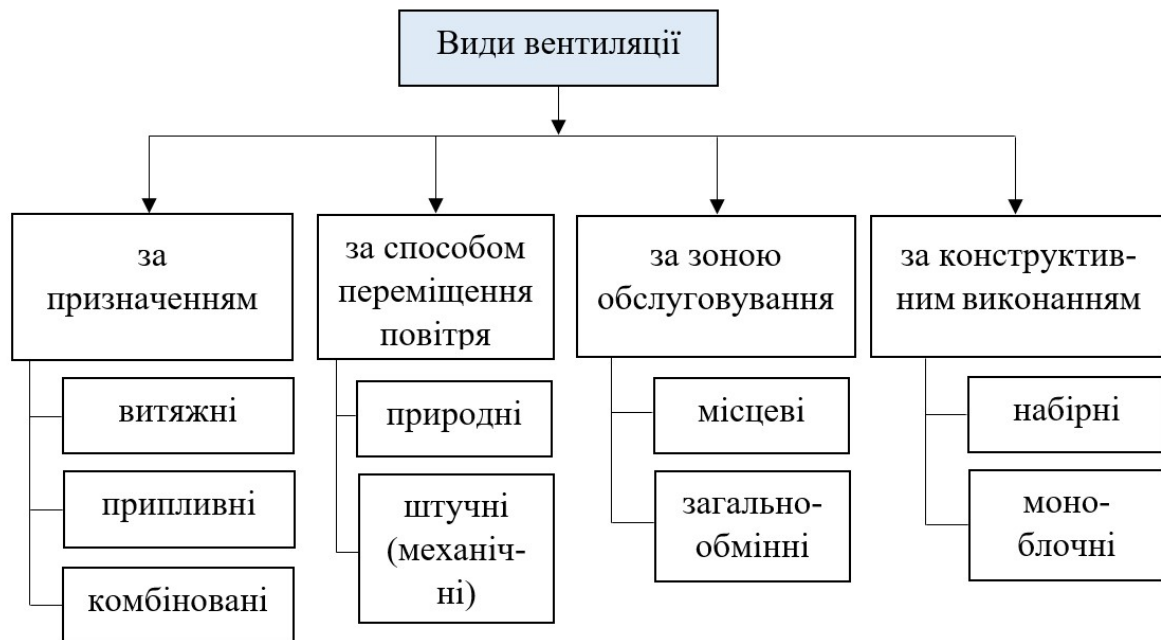 Види вентиляції
за
призначенням
за способом
переміщення
повітря
за зоною
обслуговування
за конструктив-
ним виконанням
витяжні
припливні
комбіновані
природні
штучні
(механіч-
ні)
місцеві
загально-
обмінні
набірні
моно-
блочні